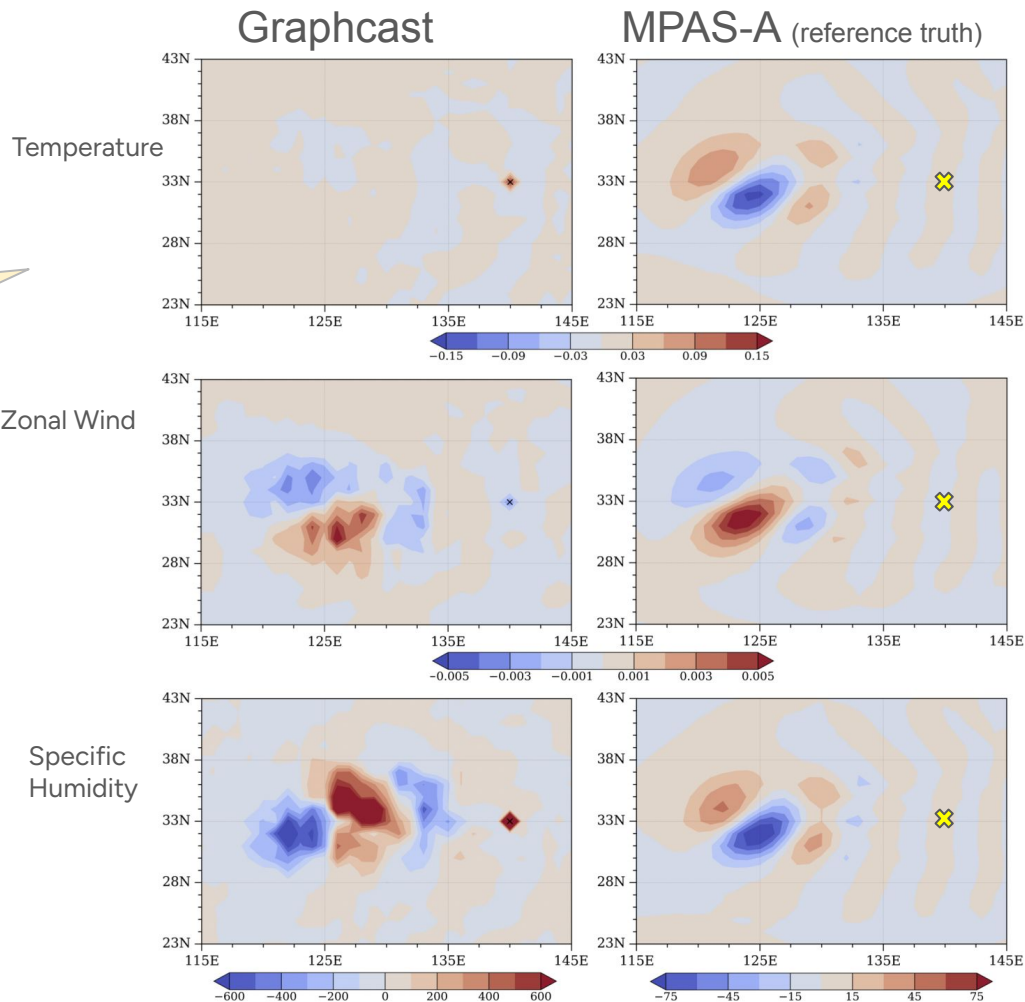 Graphcast MPAS-A (reference truth)
Temperature
43N 43N
38N 38N
33N 33N
28N 28N
23N 23N
115E 125E 135E 145E 115E 125E 135E 145E
−0.15 −0.09 −0.03 0.03 0.09 0.15
Zonal Wind
43N 43N
38N 38N
33N 33N
28N 28N
23N 23N
115E 125E 135E 145E 115E 125E 135E 145E
−0.005 −0.003 −0.001 0.001 0.003 0.005
Specific
Humidity
43N 43N
38N 38N
33N 33N
28N 28N
23N 23N
115E 125E 135E 145E 115E 125E 135E 145E
−600 −400 −200 0 200 400 600 −75 −45 −15 15 45 75